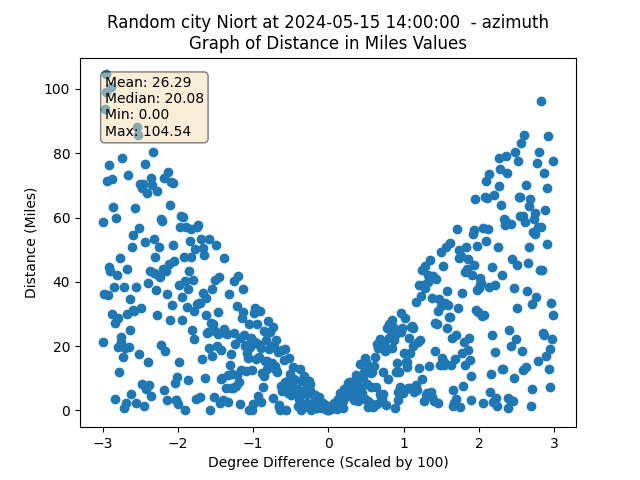 Random city Niort at 2024-05-15 14:00:00 - azimuth
Graph of Distance in Miles Values
Mean: 26.29
Median: 20.08
Min: 0.00
Max: 104.54
Distance (Miles)
100
80
60
40
20
0
−3 −2 −1 0 1 2 3
Degree Difference (Scaled by 100)